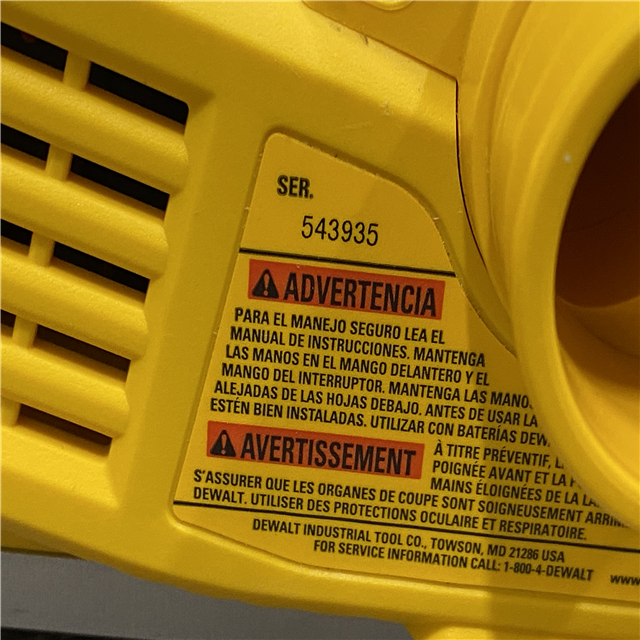 SER.
543935
ADVERTENCIA
PARA EL MANEJO SEGURO LEA EL
MANUAL DE INSTRUCCIONES. MANTENGA
LAS MANOS EN EL MANGO DELANTERO Y EL
MANGO DEL INTERRUPTOR. MANTENGA LAS MANOS
ALEJADAS DE LAS HOJAS DEBAJO. ANTES DE USAR LA
ESTÉN BIEN INSTALADAS. UTILIZAR CON BATERÍAS DEW
AVERTISSEMENT
À TITRE PRÉVENTIF,
POIGNÉE AVANT ET LA
MAINS ÉLOIGNÉES DE LA
S'ASSURER QUE LES ORGANES DE COUPE SONT SOIGNEUSEMENT
DEWALT. UTILISER DES PROTECTIONS OCULAIRE ET RESPIRATOIRE.
DEWALT INDUSTRIAL TOOL CO., TOWSON, MD 21286 USA
FOR SERVICE INFORMATION CALL: 1-800-4-DEWALT www.